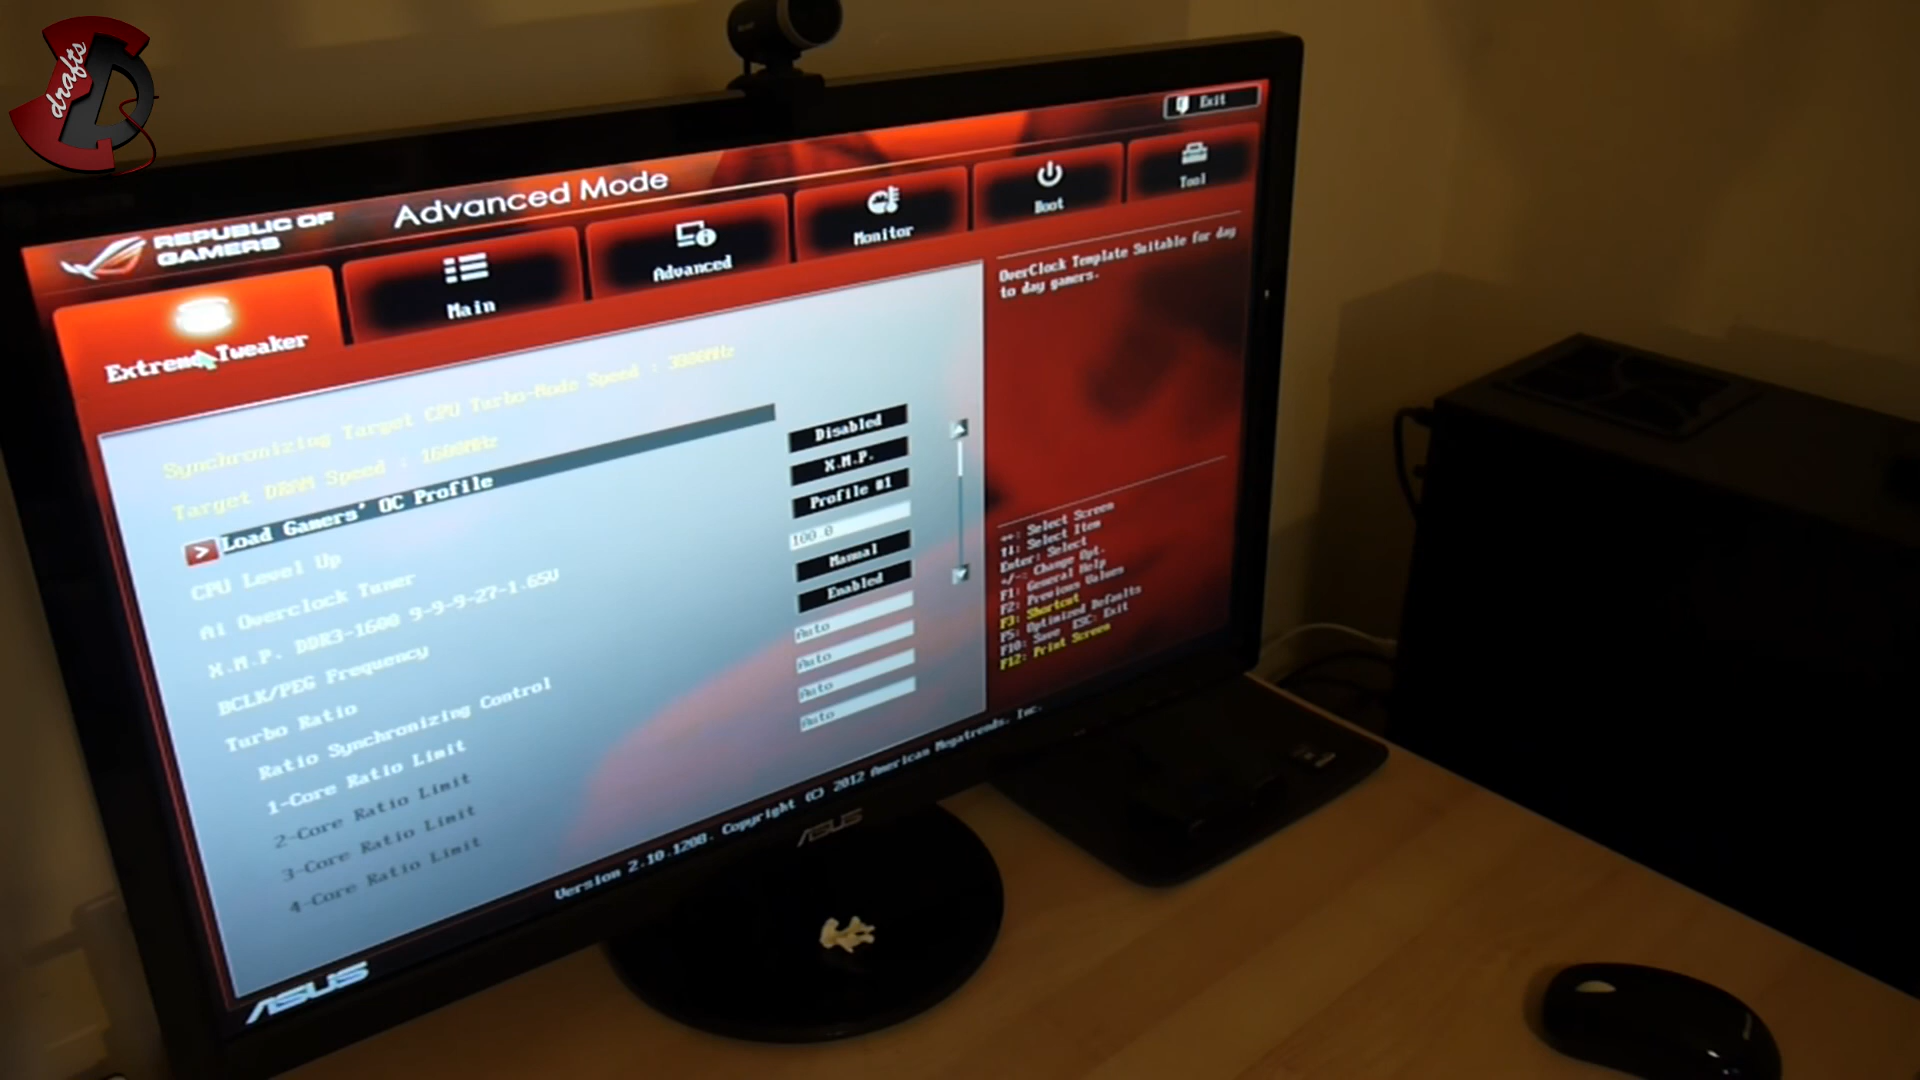 drafts
Exit
REPUBLIC OF
GAMERS
Advanced Mode
Extreme Tweaker
Main
Advanced
Monitor
Boot
Tool
Synchronizing Target CPU Turbo-Mode Speed : 3800MHz
Target DRAM Speed : 1600MHz
> Load Gamers' OC Profile
CPU Level Up Disabled
Ai Overclock Tuner X.M.P.
X.M.P. DDR3-1600 9-9-9-27-1.65V Profile #1
BCLK/PEG Frequency 100.0
Turbo Ratio Manual
Ratio Synchronizing Control Enabled
1-Core Ratio Limit Auto
2-Core Ratio Limit Auto
3-Core Ratio Limit Auto
4-Core Ratio Limit Auto
OverClock Template Suitable for day
to day gamers.
→←: Select Screen
↑↓: Select Item
Enter: Select
+/-: Change Opt.
F1: General Help
F2: Previous Values
F3: Shortcut
F5: Optimized Defaults
F10: Save ESC: Exit
F12: Print Screen
Version 2.10.1208. Copyright (C) 2012 American Megatrends, Inc.
ASUS
ASUS